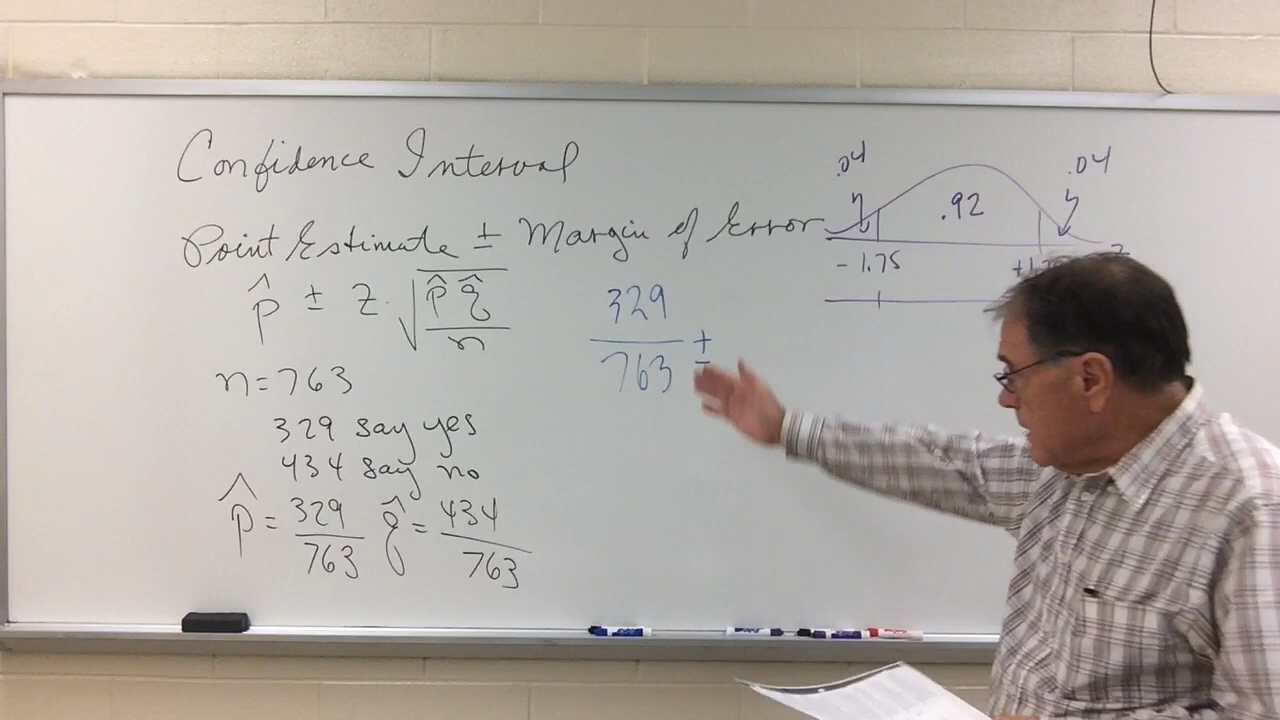 Confidence Interval
Point Estimate ± Margin of Error
p̂ ± Z · √(p̂ q̂ / n)
n = 763
329 say yes
434 say no
p̂ = 329/763 q̂ = 434/763
329/763 ±
.04 .92 .04
- 1.75